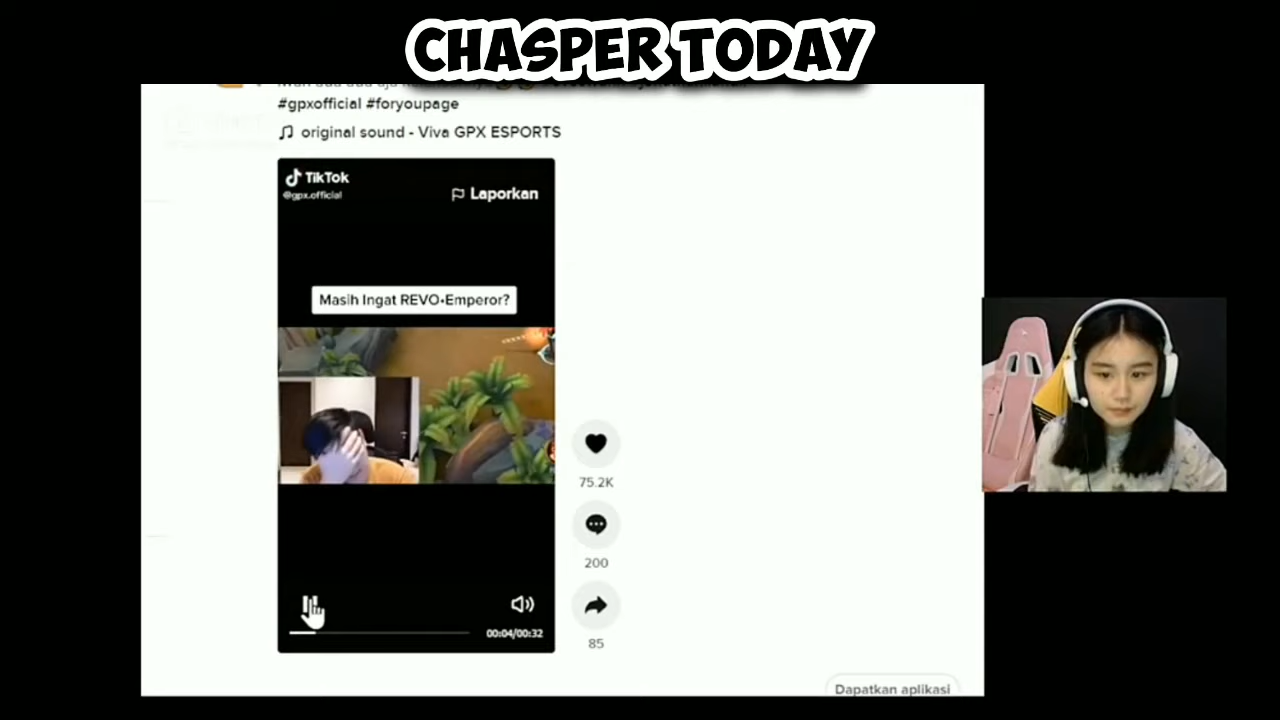 CHASPER TODAY
#gpxofficial #foryoupage
original sound - Viva GPX ESPORTS
TikTok
@gpx.official
Laporkan
Masih Ingat REVO•Emperor?
75.2K
200
85
00:04/00:32
Dapatkan aplikasi